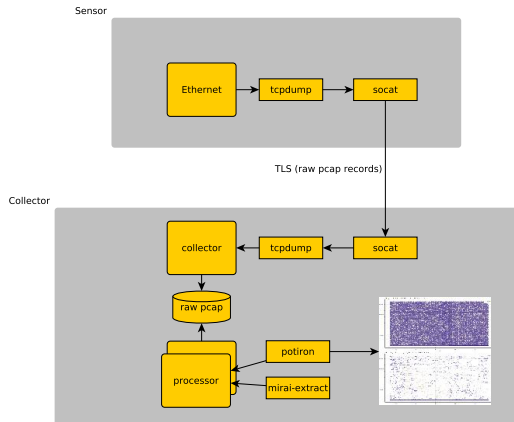 Sensor
Ethernet
tcpdump
socat
TLS (raw pcap records)
Collector
collector
tcpdump
socat
raw pcap
potiron
processor
mirai-extract